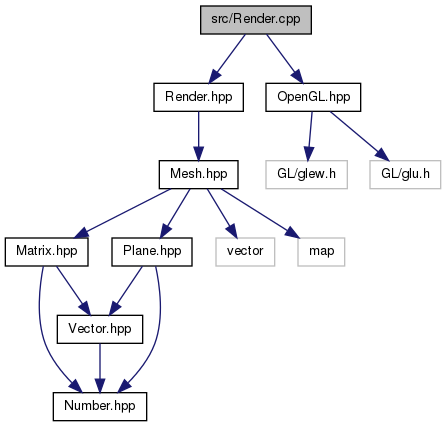 src/Render.cpp
Render.hpp
OpenGL.hpp
Mesh.hpp
GL/glew.h
GL/glu.h
Matrix.hpp
Plane.hpp
vector
map
Vector.hpp
Number.hpp